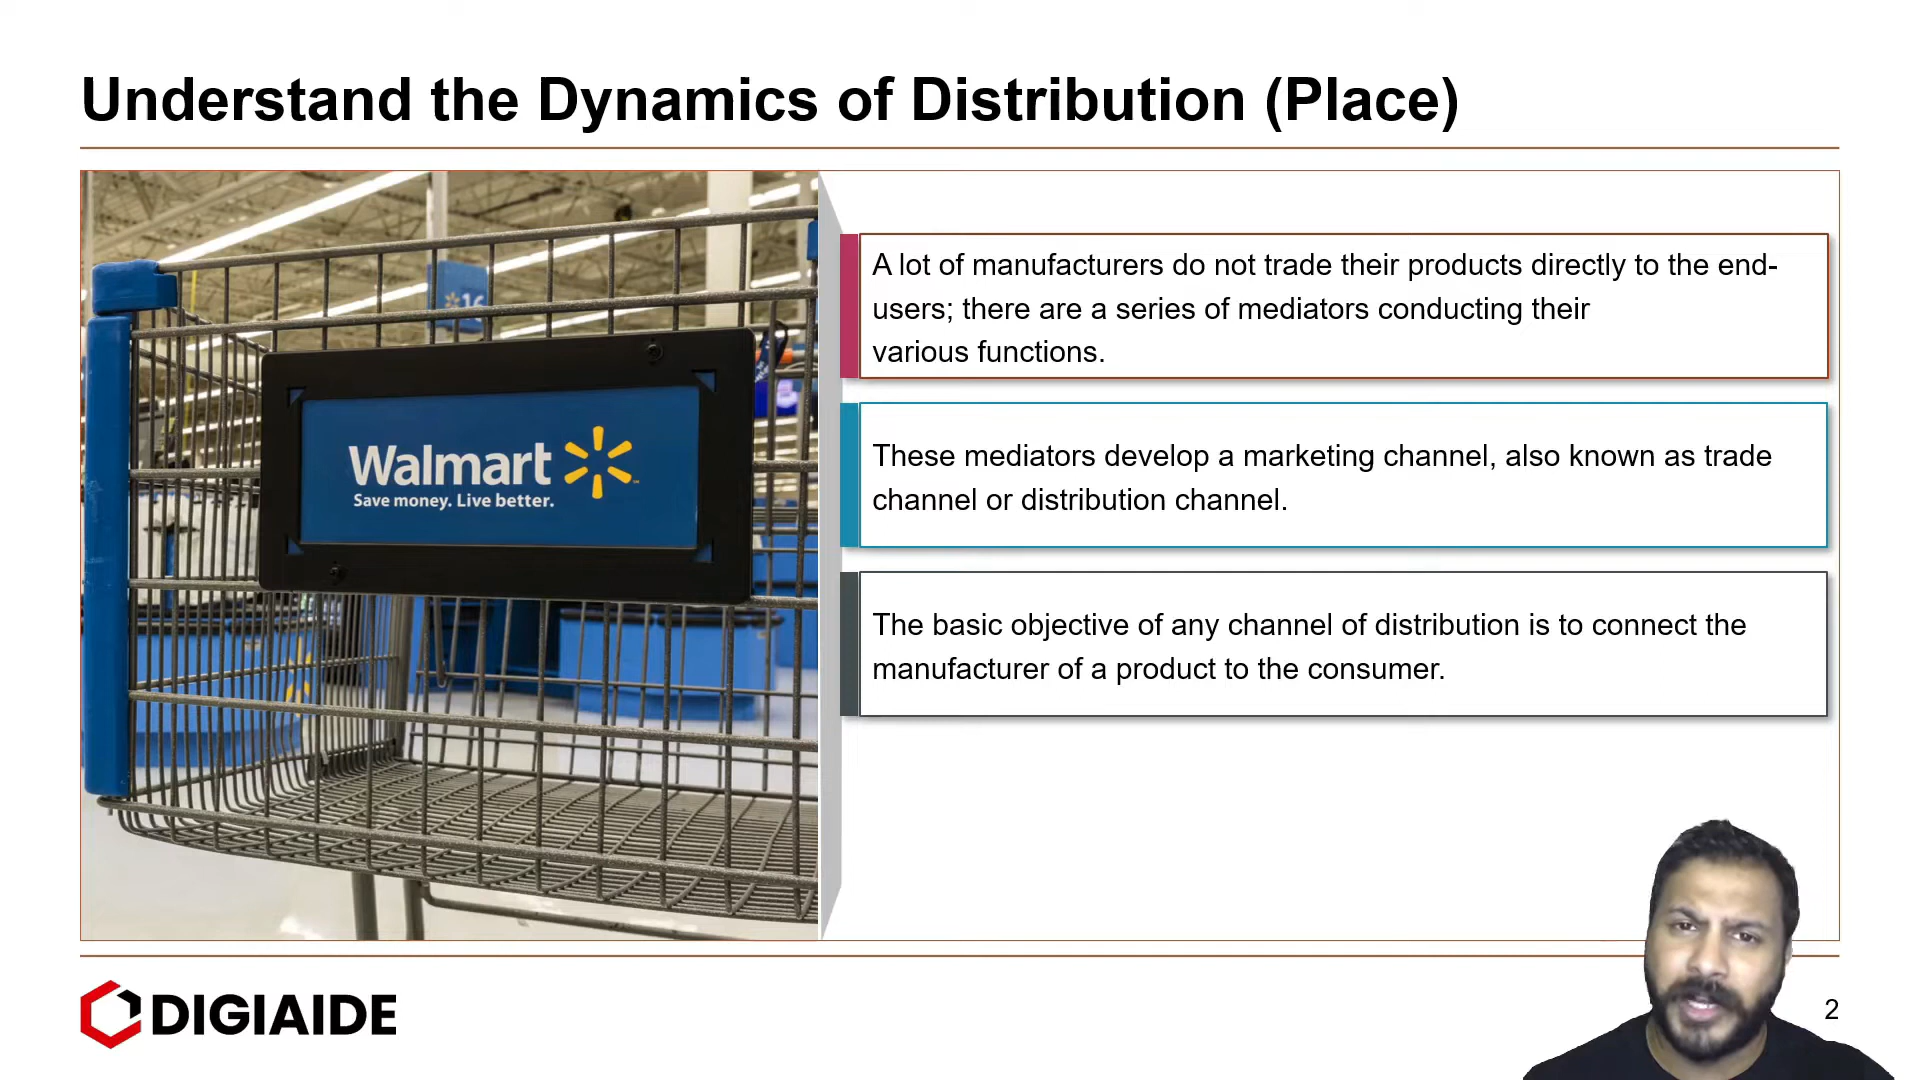 Understand the Dynamics of Distribution (Place)
16
Walmart
Save money. Live better.
A lot of manufacturers do not trade their products directly to the end-
users; there are a series of mediators conducting their
various functions.
These mediators develop a marketing channel, also known as trade
channel or distribution channel.
The basic objective of any channel of distribution is to connect the
manufacturer of a product to the consumer.
DIGIAIDE
2